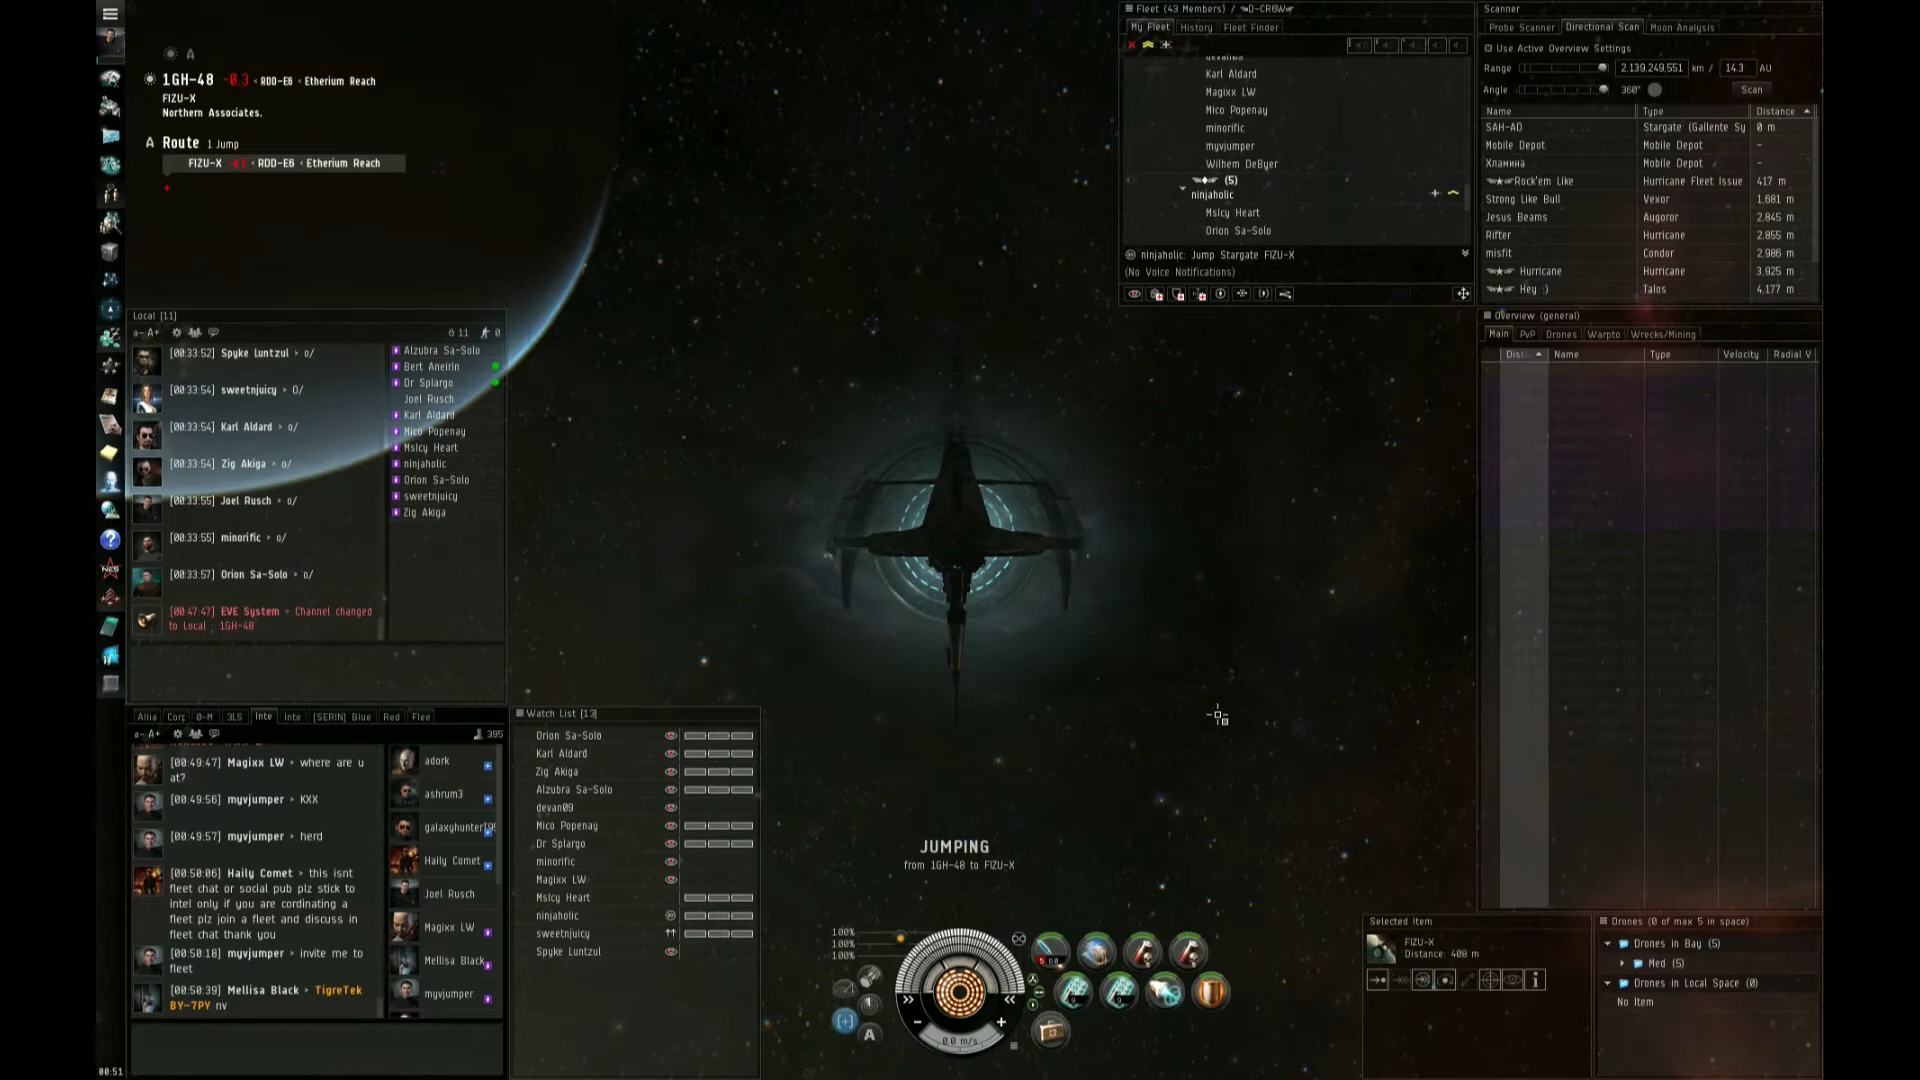 1GH-48 -0.3 < RDD-E6 < Etherium Reach
FIZU-X
Northern Associates.
Route 1 Jump
FIZU-X < RDD-E6 < Etherium Reach
Local [11]
a- A+
11
0
[00:33:52] Spyke Luntzul > o/
[00:33:54] sweetnjuicy > O/
[00:33:54] Karl Aldard > o/
[00:33:54] Zig Akiga > o/
[00:33:55] Joel Rusch > o/
[00:33:55] minorific > o/
[00:33:57] Orion Sa-Solo > o/
[00:47:47] EVE System > Channel changed
to Local : 1GH-48
Alzubra Sa-Solo
Bert Aneirin
Dr Splargo
Joel Rusch
Karl Aldard
Mico Popenay
Mslcy Heart
ninjaholic
Orion Sa-Solo
sweetnjuicy
Zig Akiga
Allia Corp 0-M 3LS Inte Inte [SERIN] Blue Red Flee
a- A+
395
[00:49:47] Magixx LW > where are u
at?
[00:49:56] myvjumper > KXX
[00:49:57] myvjumper > herd
[00:50:06] Haily Comet > this isnt
fleet chat or social pub plz stick to
intel only if you are cordinating a
fleet plz join a fleet and discuss in
fleet chat thank you
[00:50:18] myvjumper > invite me to
fleet
[00:50:39] Mellisa Black > TigreTek
BY-7PY nv
adork
ashrum3
Haily Comet
Joel Rusch
Magixx LW
Mellisa Black
myvjumper
00:51
Watch List [13]
Orion Sa-Solo
Karl Aldard
Zig Akiga
Alzubra Sa-Solo
devan09
Mico Popenay
Dr Splargo
minorific
Magixx LW
Mslcy Heart
ninjaholic
sweetnjuicy
Spyke Luntzul
JUMPING
from 1GH-48 to FIZU-X
100%
100%
100%
0.0 m/s
Fleet (43 Members) /
My Fleet History Fleet Finder
devan09
Karl Aldard
Magixx LW
Mico Popenay
minorific
myvjumper
Wilhem DeByer
(5)
ninjaholic
Mslcy Heart
Orion Sa-Solo
ninjaholic: Jump Stargate FIZU-X
(No Voice Notifications)
Scanner
Probe Scanner Directional Scan Moon Analysis
Use Active Overview Settings
Range 2,139,249,551 km / 14.3 AU
Angle 360° Scan
Name Type Distance
SAH-AD Stargate (Gallente Sy 0 m
Mobile Depot Mobile Depot -
Хламина Mobile Depot -
Rock'em Like Hurricane Fleet Issue 417 m
Strong Like Bull Vexor 1,681 m
Jesus Beams Augoror 2,845 m
Rifter Hurricane 2,855 m
misfit Condor 2,986 m
Hurricane Hurricane 3,925 m
Hey :) Talos 4,177 m
Overview (general)
Main PvP Drones Warpto Wrecks/Mining
Dist Name Type Velocity Radial V
Selected Item
FIZU-X
Distance: 408 m
Drones (0 of max 5 in space)
Drones in Bay (5)
Med (5)
Drones in Local Space (0)
No Item